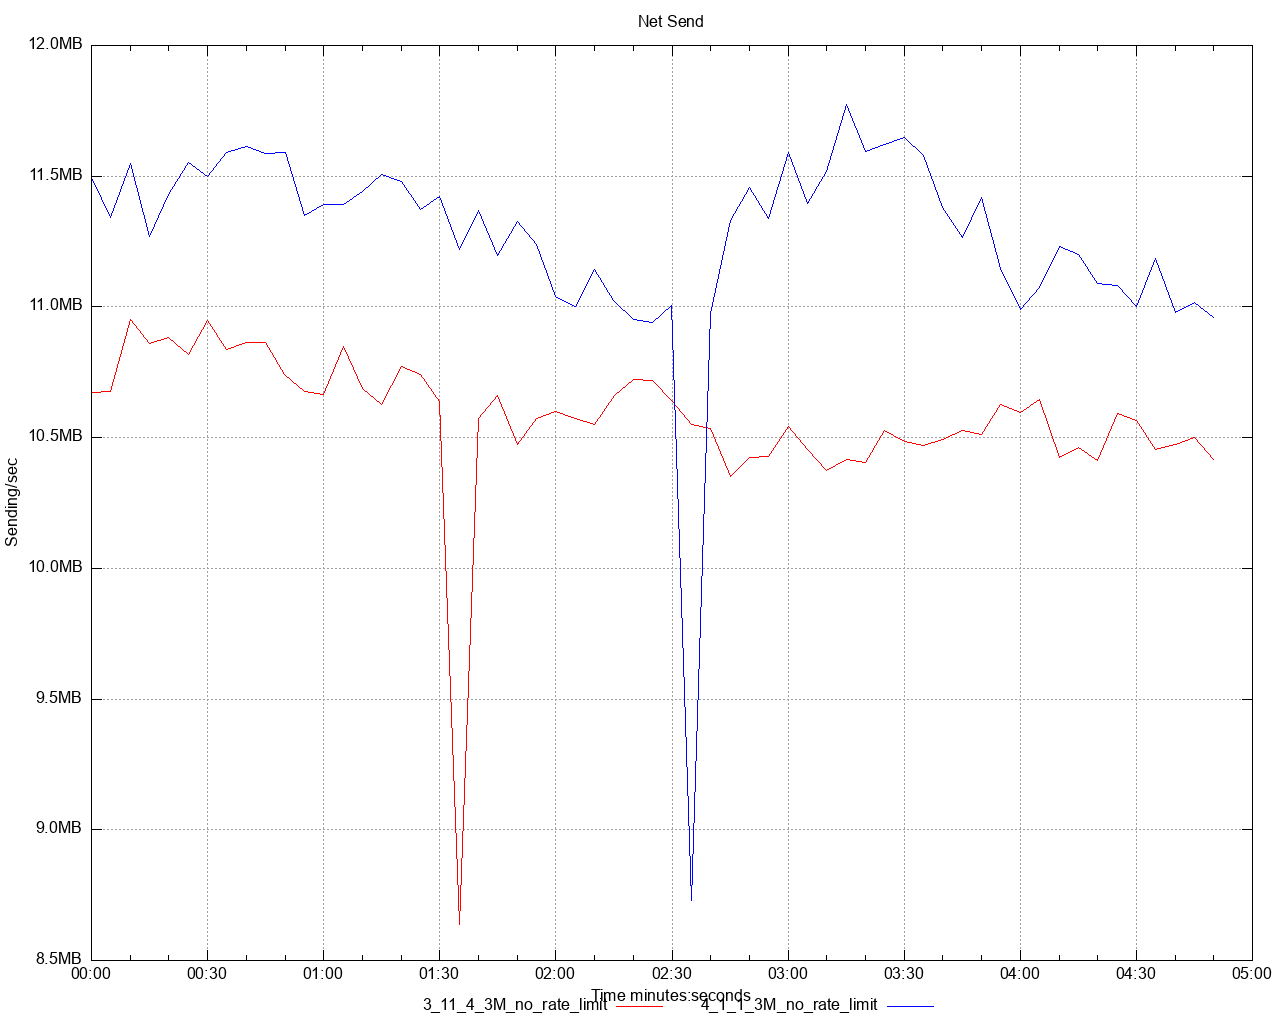 Net Send
12.0MB
11.5MB
11.0MB
10.5MB
10.0MB
9.5MB
9.0MB
8.5MB
Sending/sec
00:00 00:30 01:00 01:30 02:00 02:30 03:00 03:30 04:00 04:30 05:00
Time minutes:seconds
3_11_4_3M_no_rate_limit 4_1_1_3M_no_rate_limit